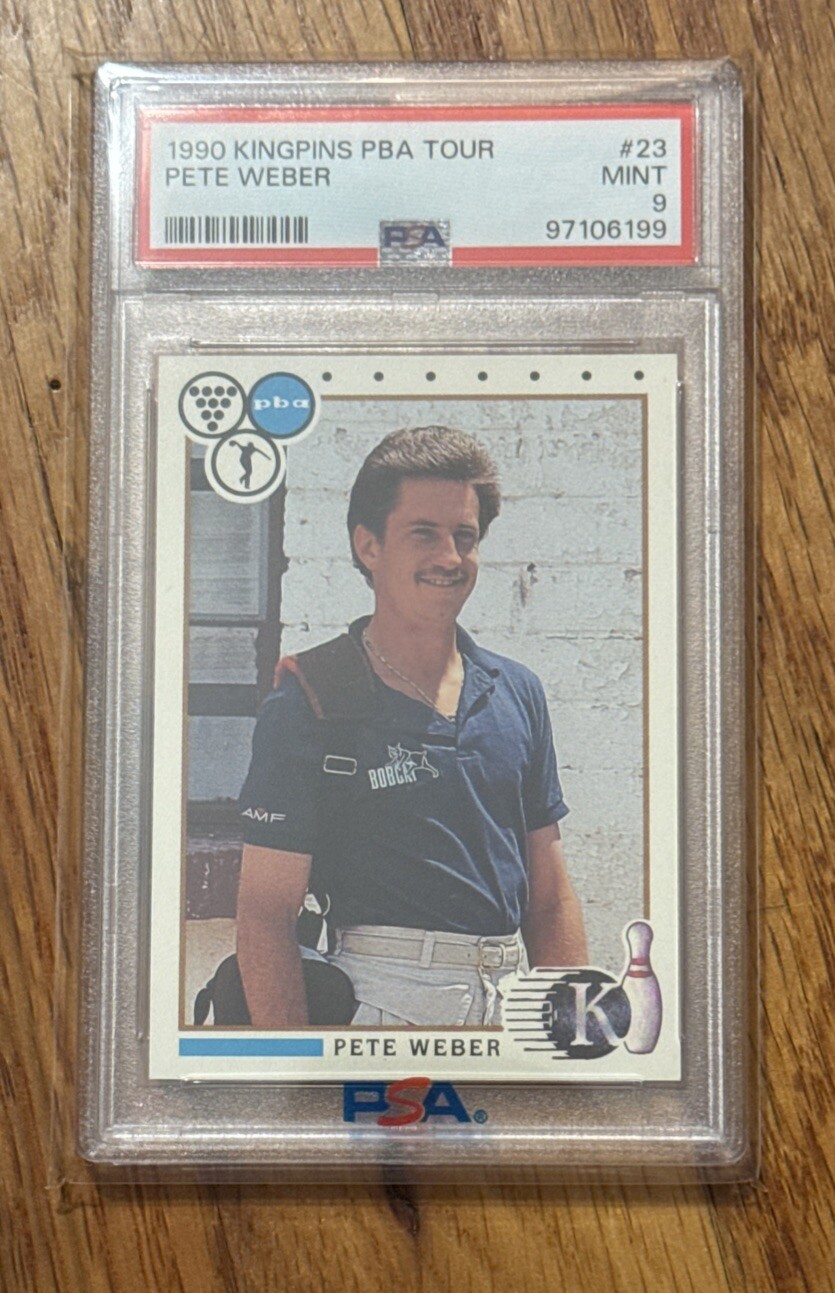 1990 KINGPINS PBA TOUR #23
PETE WEBER MINT
9
97106199
PSA
pba
BOBCAT
AMF
K
PETE WEBER
PSA®